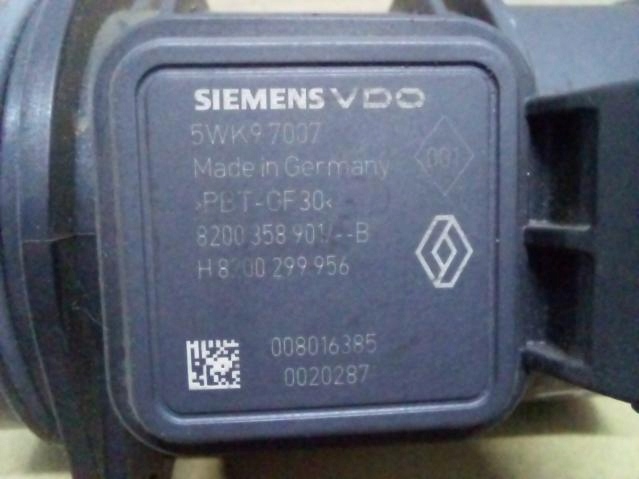 SIEMENS VDO
5WK9 7007
Made in Germany
001
>PBT-GF30<
8200 358 901/--B
H 8200 299 956
008016385
0020287